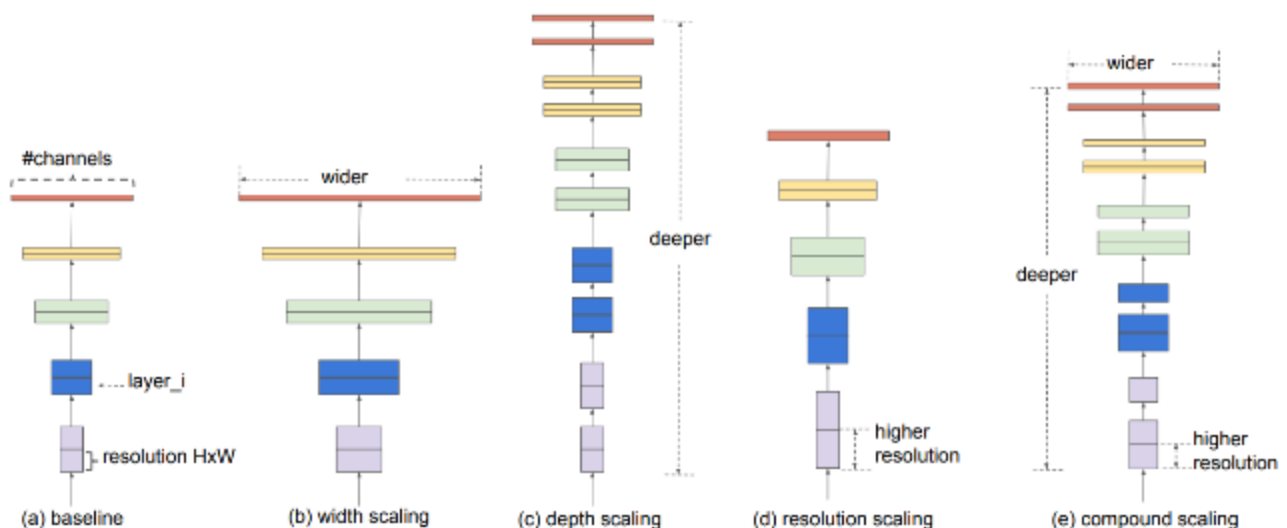 #channels
layer_i
resolution HxW
(a) baseline
wider
(b) width scaling
deeper
(c) depth scaling
higher
resolution
(d) resolution scaling
wider
deeper
higher
resolution
(e) compound scaling